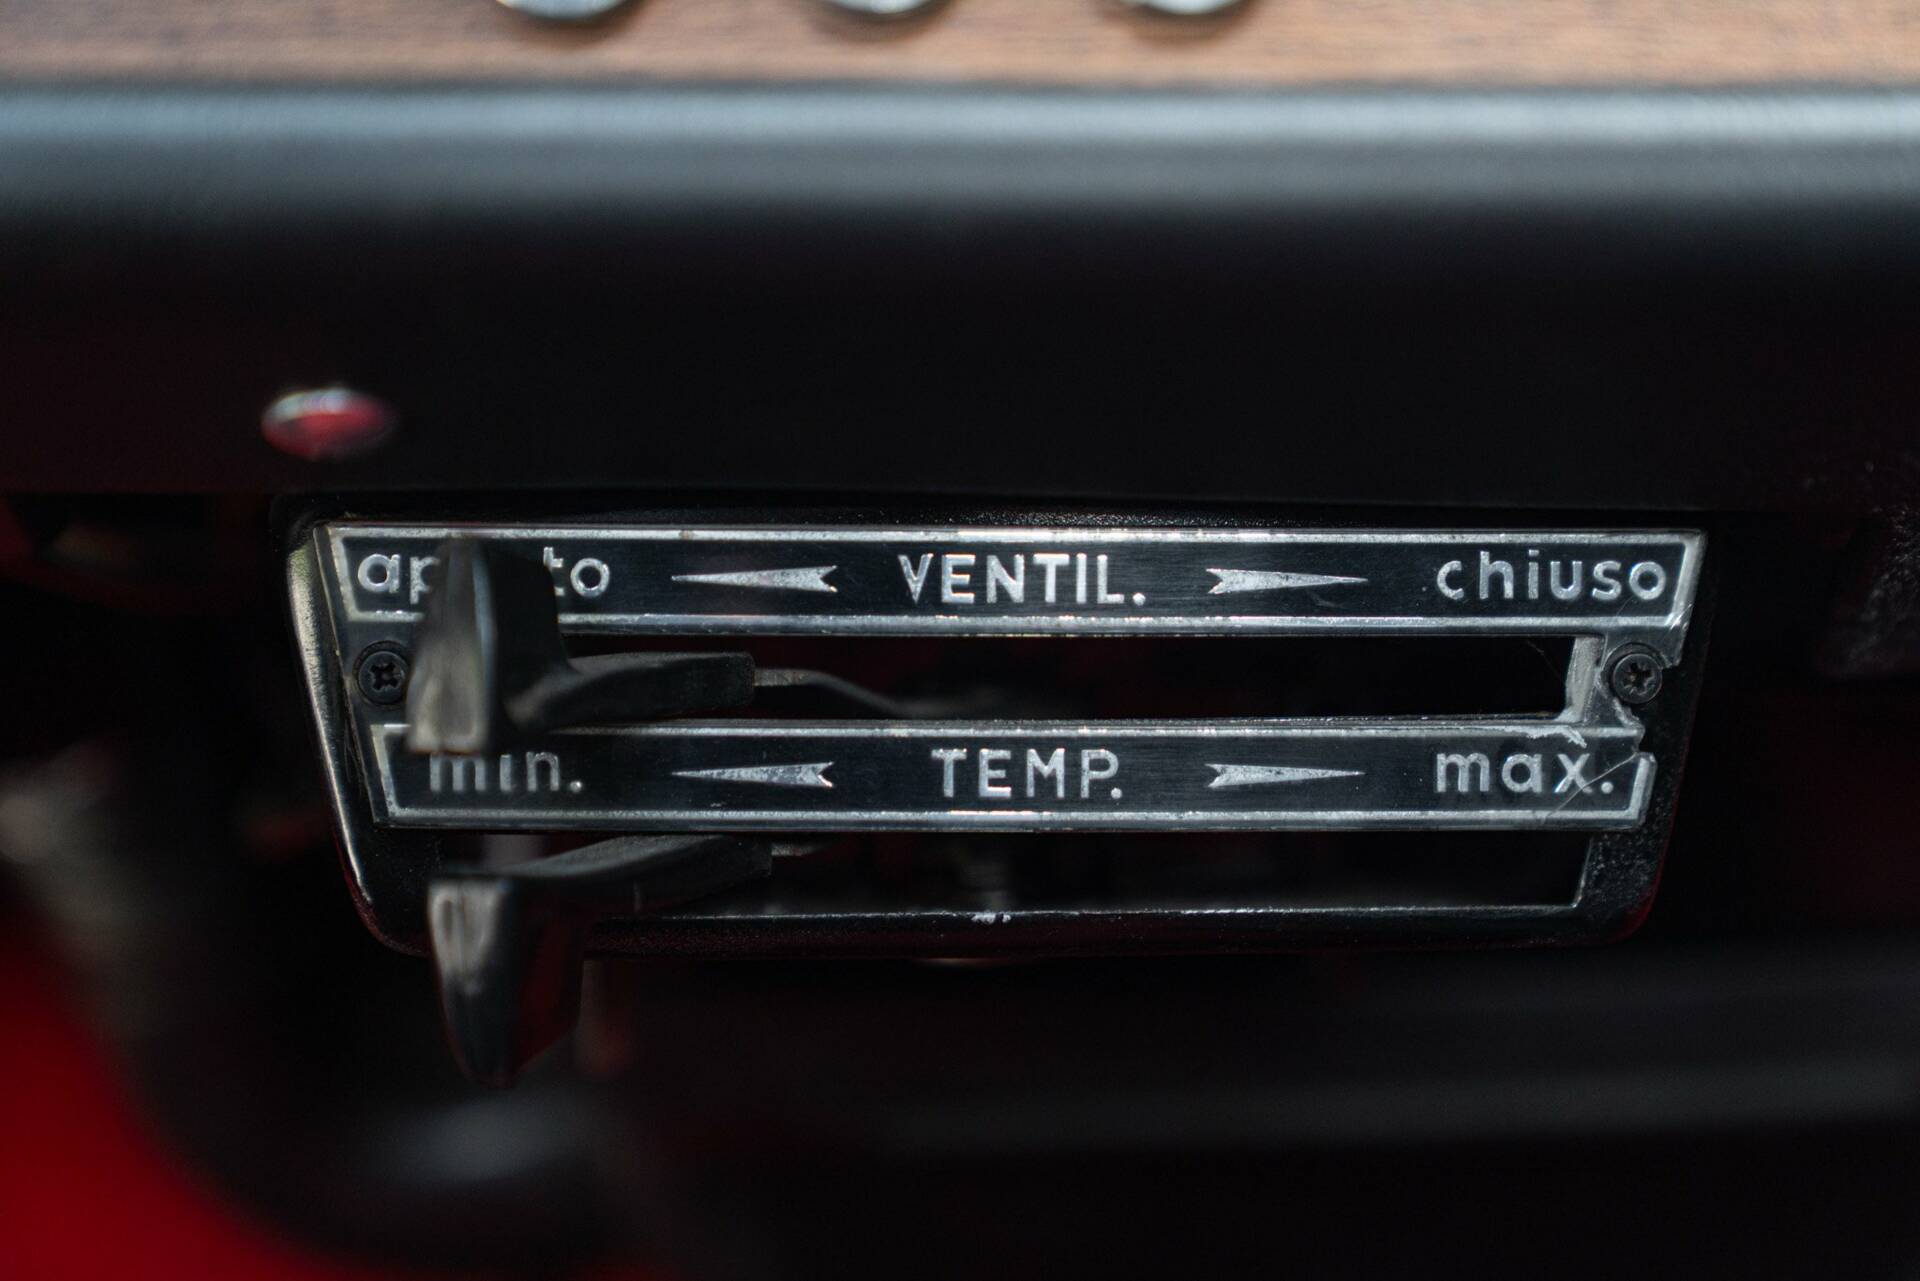 VENTIL. chiuso
min. TEMP. max.